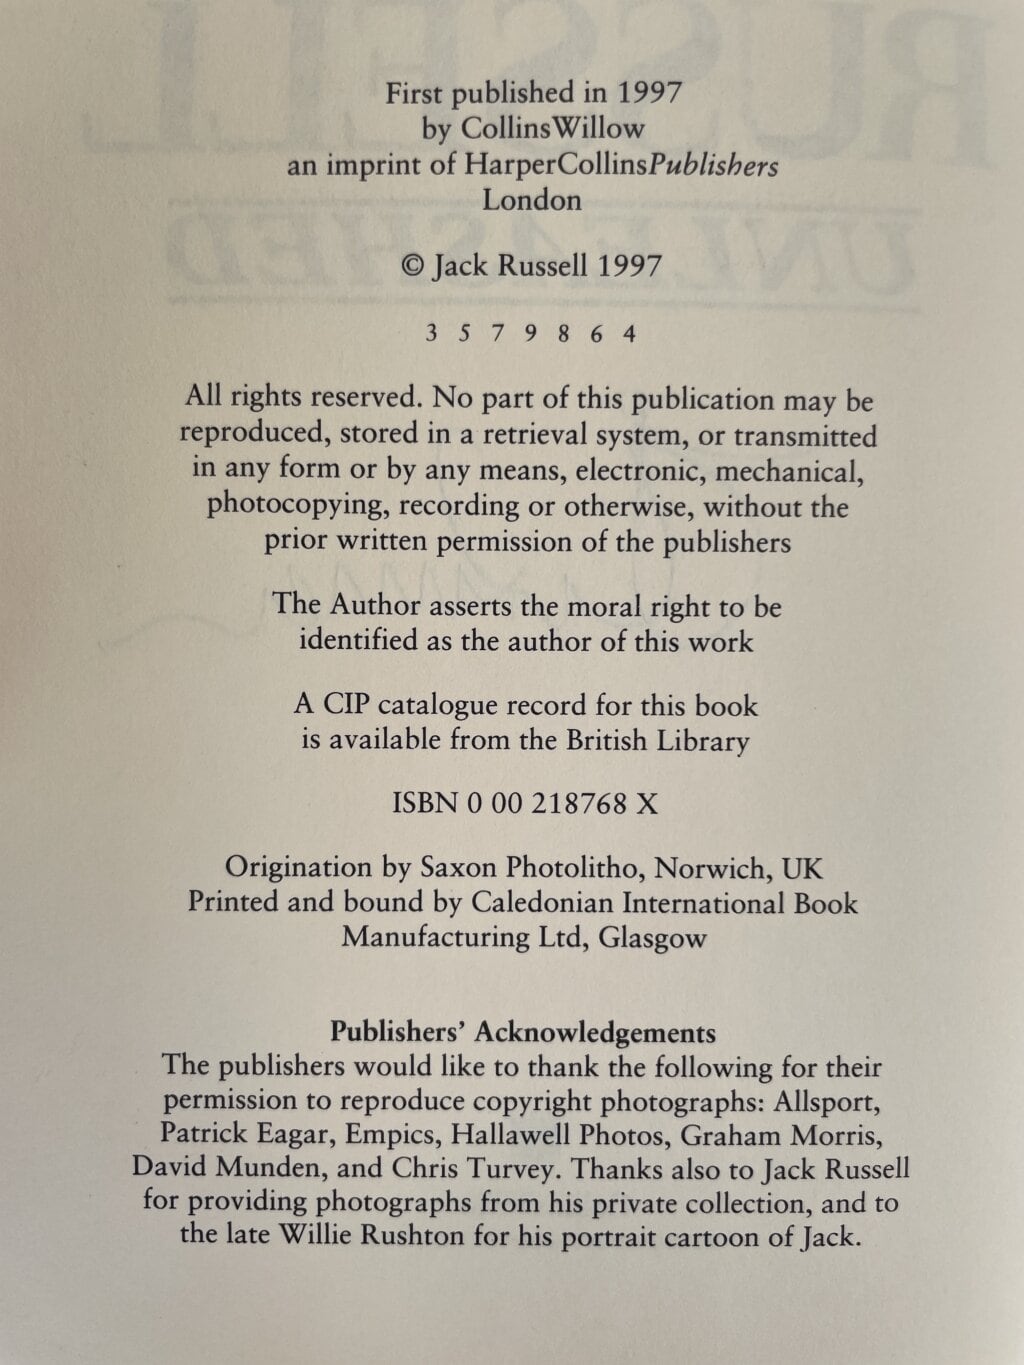 First published in 1997
by CollinsWillow
an imprint of HarperCollinsPublishers
London
© Jack Russell 1997
3 5 7 9 8 6 4
All rights reserved. No part of this publication may be
reproduced, stored in a retrieval system, or transmitted
in any form or by any means, electronic, mechanical,
photocopying, recording or otherwise, without the
prior written permission of the publishers
The Author asserts the moral right to be
identified as the author of this work
A CIP catalogue record for this book
is available from the British Library
ISBN 0 00 218768 X
Origination by Saxon Photolitho, Norwich, UK
Printed and bound by Caledonian International Book
Manufacturing Ltd, Glasgow
Publishers’ Acknowledgements
The publishers would like to thank the following for their
permission to reproduce copyright photographs: Allsport,
Patrick Eagar, Empics, Hallawell Photos, Graham Morris,
David Munden, and Chris Turvey. Thanks also to Jack Russell
for providing photographs from his private collection, and to
the late Willie Rushton for his portrait cartoon of Jack.